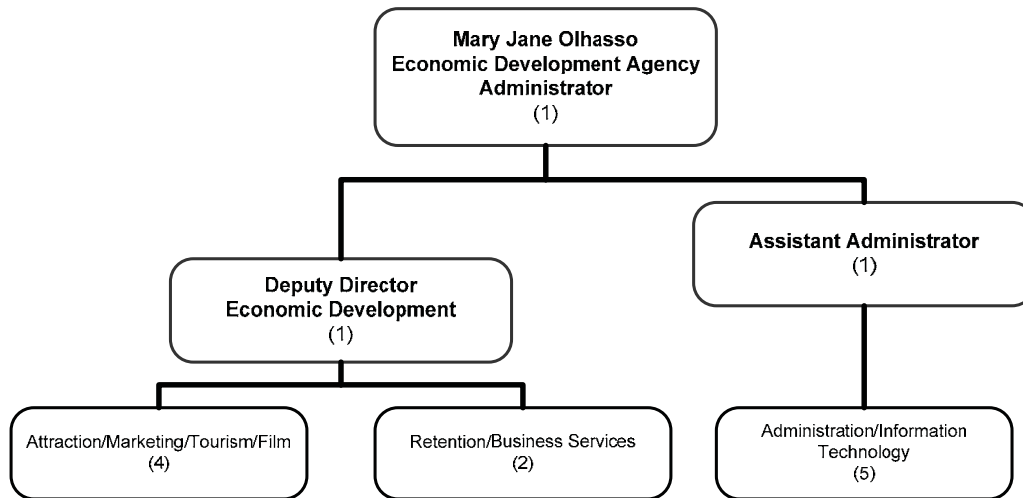 Mary Jane Olhasso
Economic Development Agency
Administrator
(1)
Assistant Administrator
(1)
Deputy Director
Economic Development
(1)
Attraction/Marketing/Tourism/Film
(4)
Retention/Business Services
(2)
Administration/Information
Technology
(5)